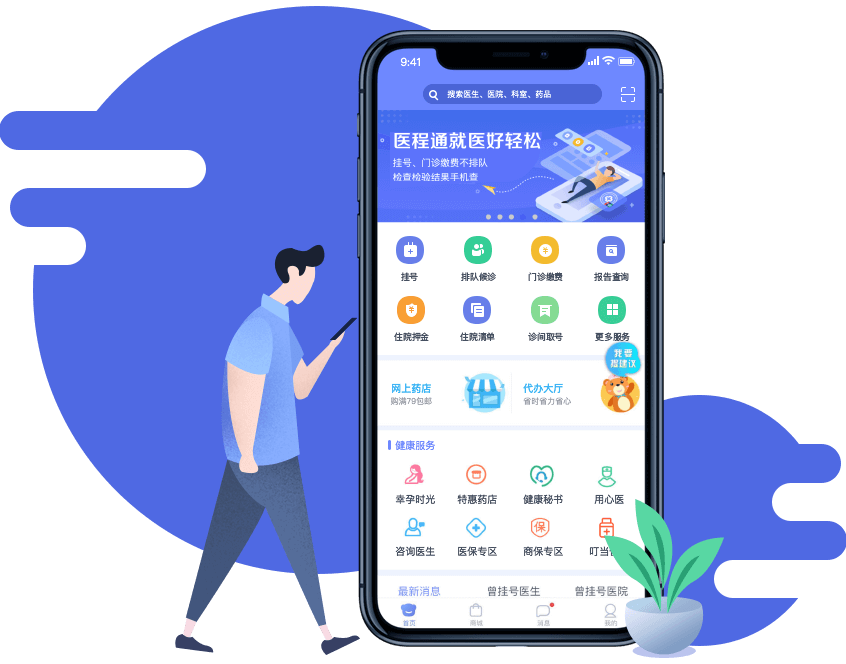 9:41
搜索医生、医院、科室、药品
医程通就医好轻松
挂号、门诊缴费不排队
检查检验结果手机查
挂号 排队候诊 门诊缴费 报告查询
住院押金 住院清单 诊间取号 更多服务
我要
提建议
网上药店 代办大厅
购满79包邮 省时省力省心
健康服务
幸孕时光 特惠药店 健康秘书 用心医
保
咨询医生 医保专区 商保专区 叮当
最新消息 曾挂号医生 曾挂号医院
首页 商城 消息 我的